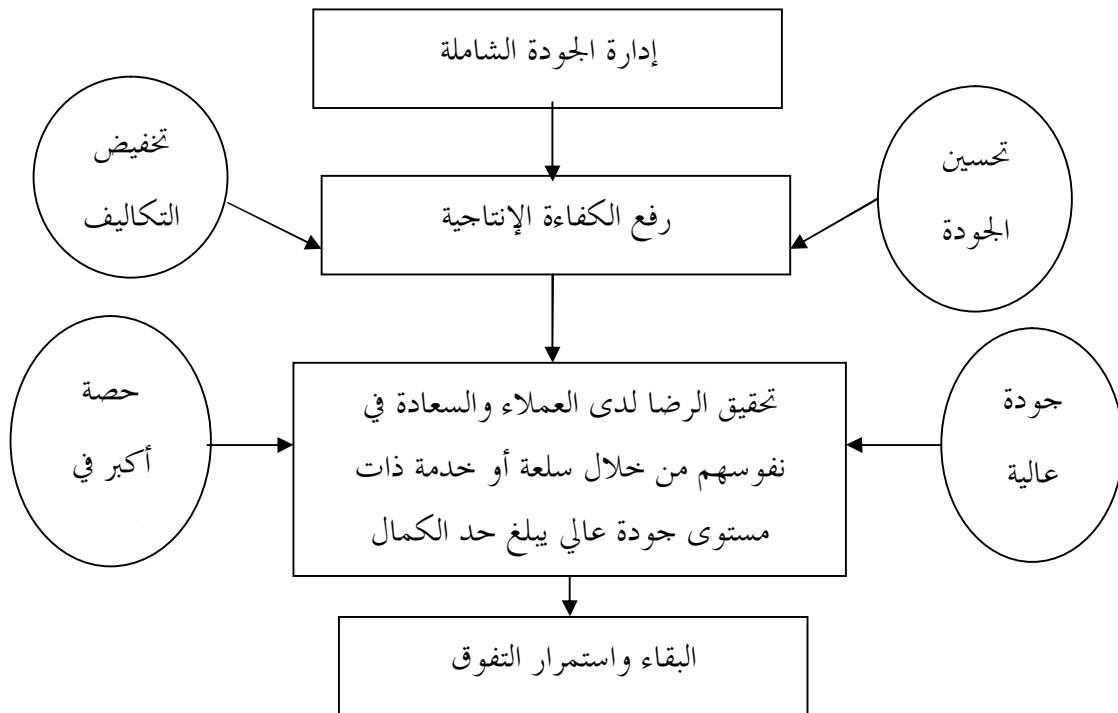 إدارة الجودة الشاملة
تحسين
الجودة
تخفيض
التكاليف
رفع الكفاءة الإنتاجية
جودة
عالية
تحقيق الرضا لدى العملاء والسعادة في
نفوسهم من خلال سلعة أو خدمة ذات
مستوى جودة عالي يبلغ حد الكمال
حصة
أكبر في
البقاء واستمرار التفوق